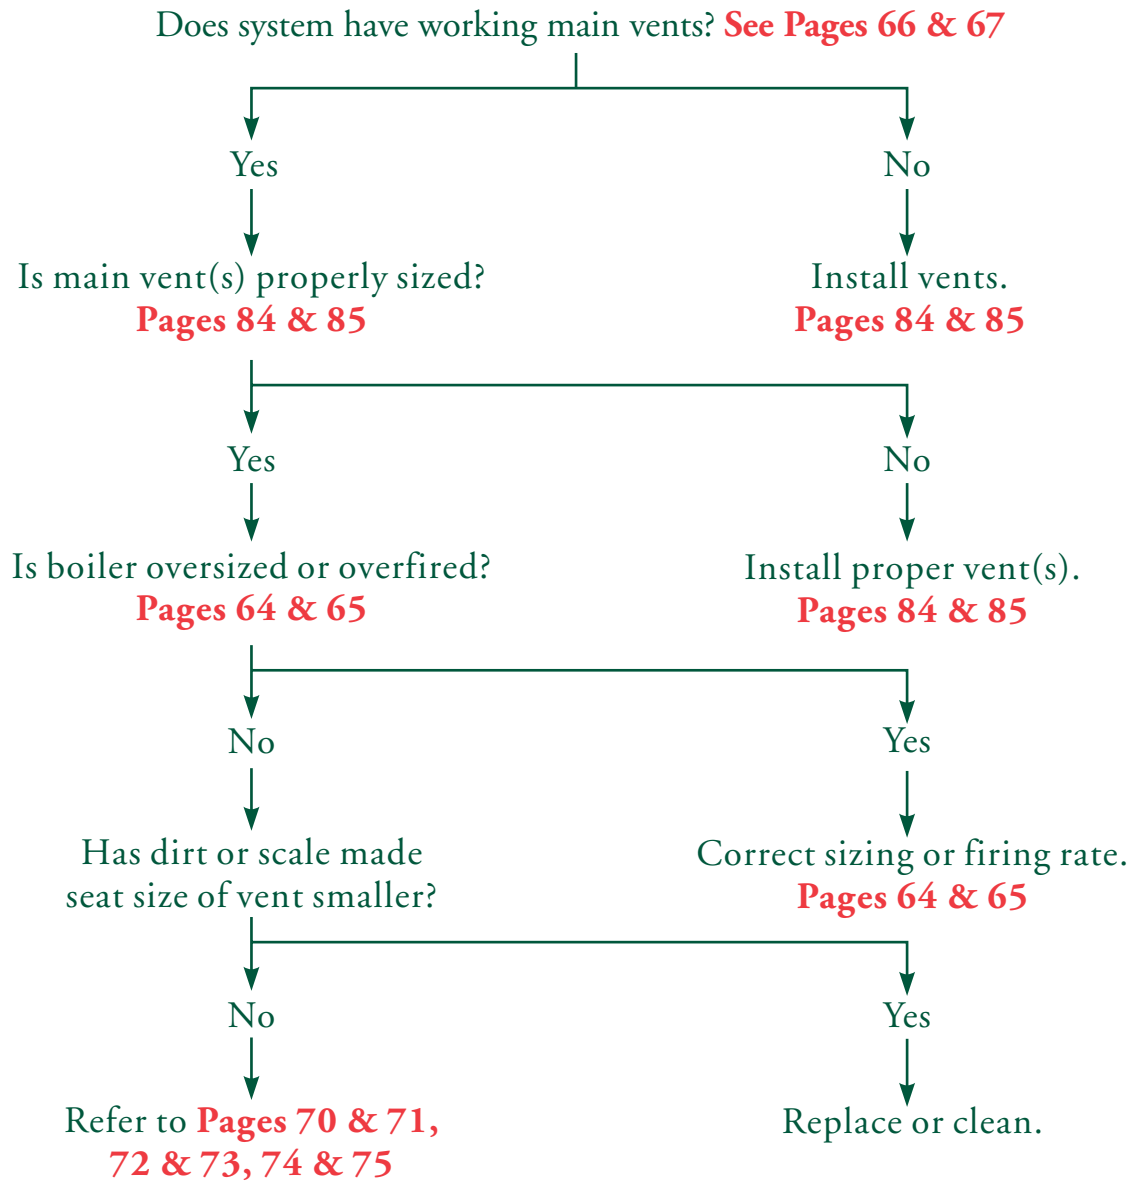 Does system have working main vents? See Pages 66 & 67
Yes
No
Is main vent(s) properly sized?
Pages 84 & 85
Install vents.
Pages 84 & 85
Yes
No
Is boiler oversized or overfired?
Pages 64 & 65
Install proper vent(s).
Pages 84 & 85
No
Yes
Has dirt or scale made
seat size of vent smaller?
Correct sizing or firing rate.
Pages 64 & 65
No
Yes
Refer to Pages 70 & 71,
72 & 73, 74 & 75
Replace or clean.